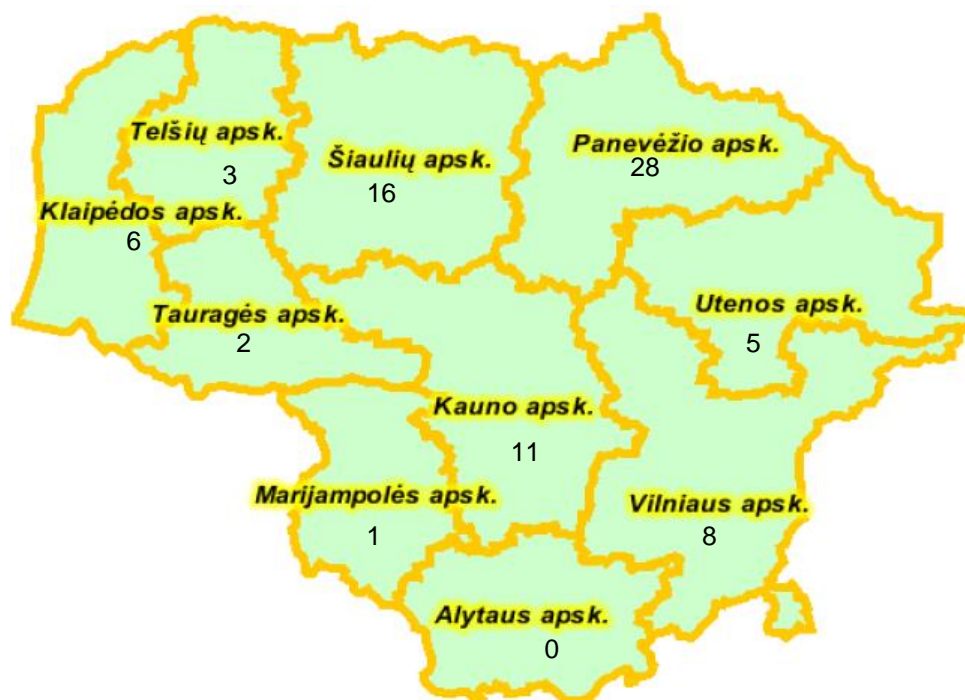 Telšių apsk.
3
Šiaulių apsk.
16
Panevėžio apsk.
28
Klaipėdos apsk.
6
Tauragės apsk.
2
Utenos apsk.
5
Kauno apsk.
11
Marijampolės apsk.
1
Vilniaus apsk.
8
Alytaus apsk.
0